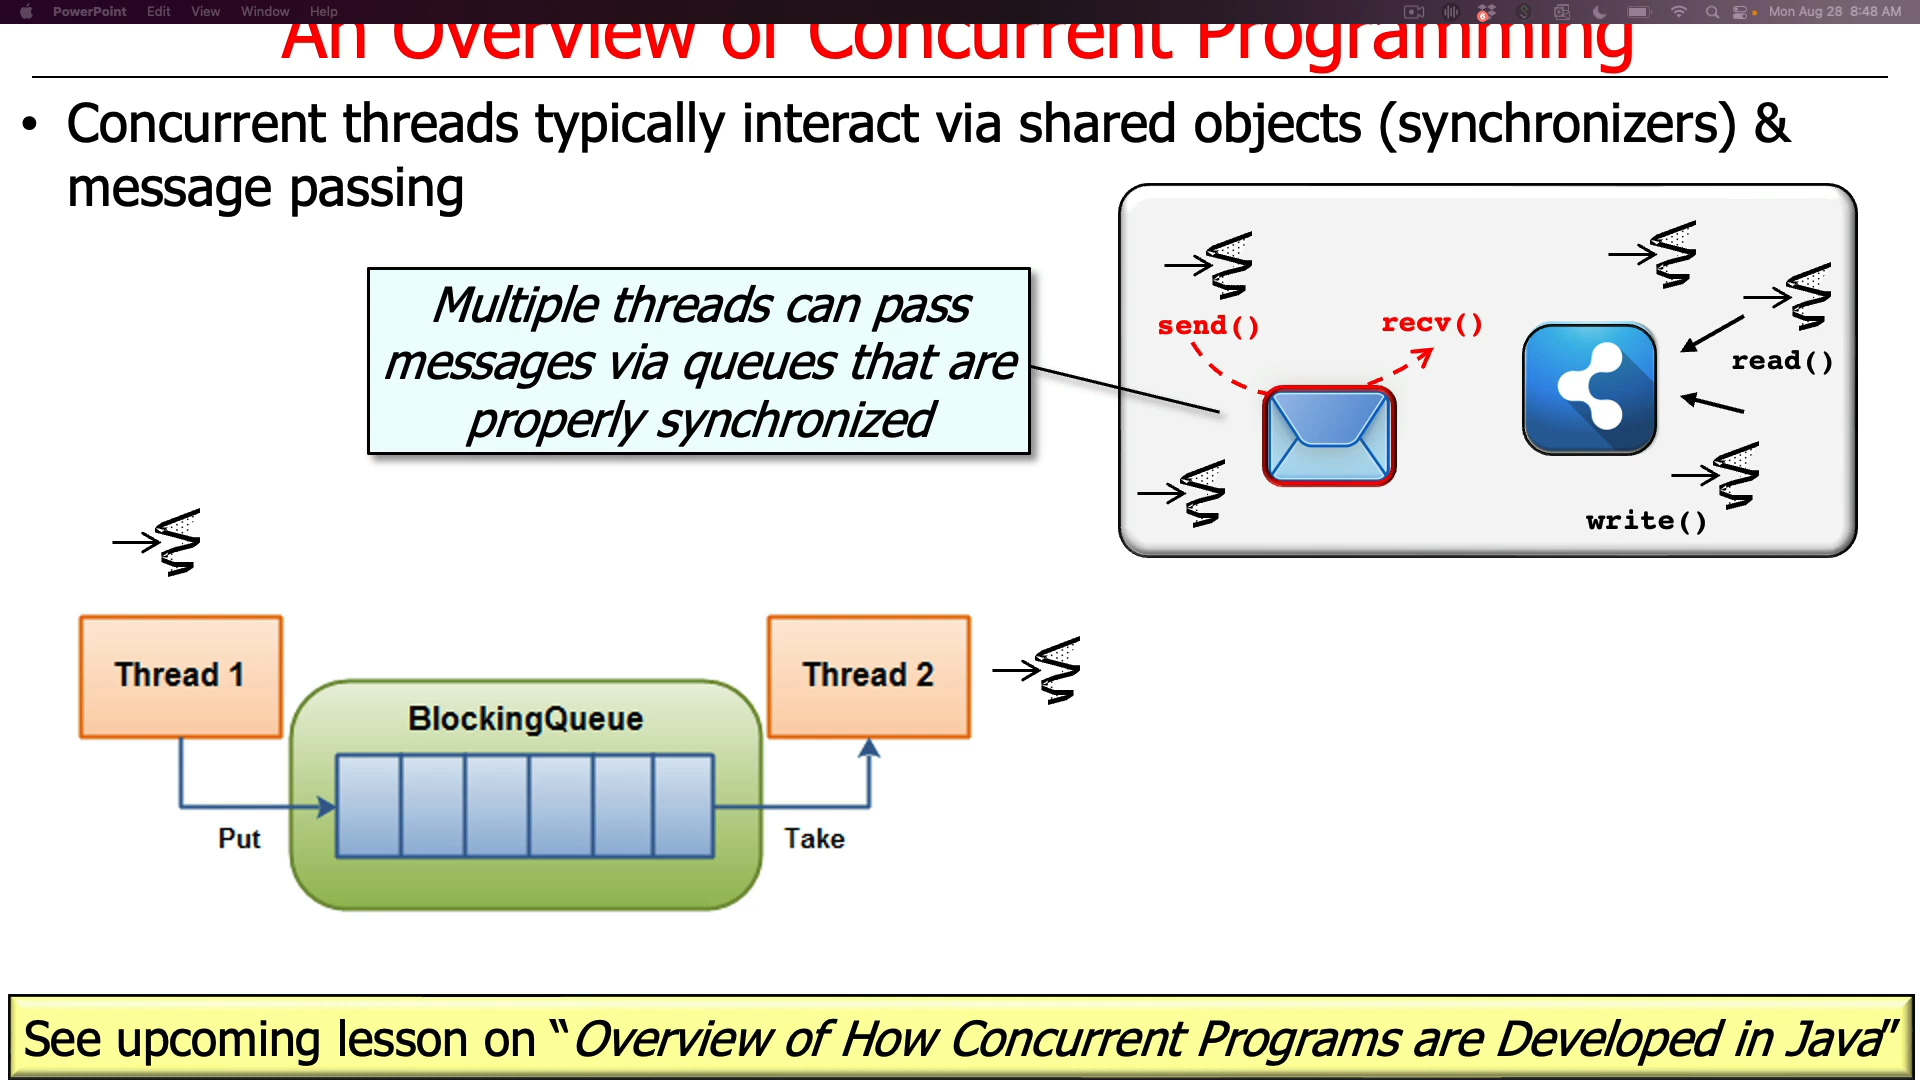 PowerPoint Edit View Window Help Mon Aug 28 8:48 AM
An Overview of Concurrent Programming
• Concurrent threads typically interact via shared objects (synchronizers) &
message passing
Multiple threads can pass
messages via queues that are
properly synchronized
send()
recv()
read()
write()
Thread 1
Thread 2
BlockingQueue
Put
Take
See upcoming lesson on “Overview of How Concurrent Programs are Developed in Java”